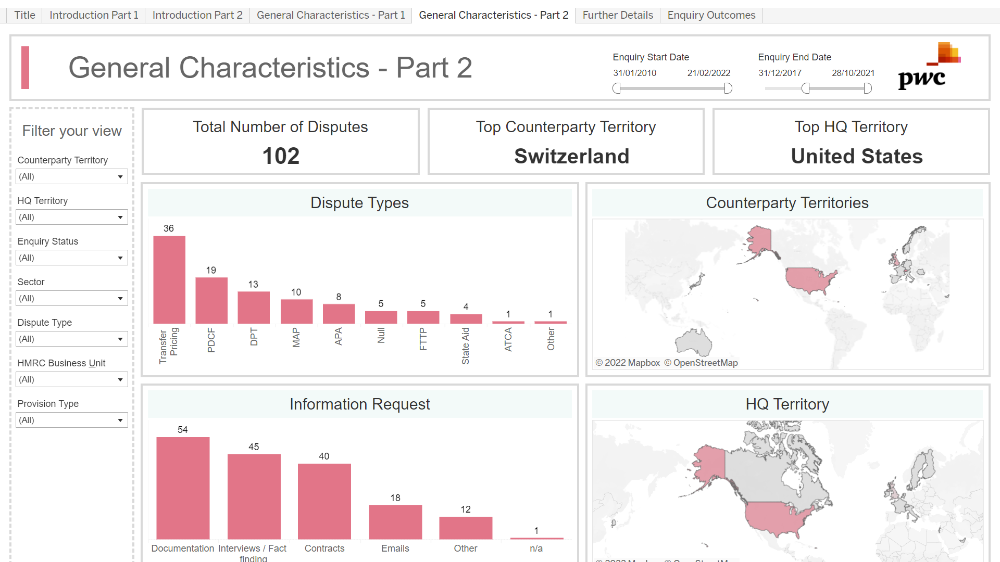 Title
Introduction Part 1
Introduction Part 2
General Characteristics - Part 1
General Characteristics - Part 2
Further Details
Enquiry Outcomes
General Characteristics - Part 2
Enquiry Start Date
31/01/2010
21/02/2022
Enquiry End Date
31/12/2017
28/10/2021
pwc
Filter your view
Counterparty Territory
(All)
HQ Territory
(All)
Enquiry Status
(All)
Sector
(All)
Dispute Type
(All)
HMRC Business Unit
(All)
Provision Type
(All)
Total Number of Disputes
102
Top Counterparty Territory
Switzerland
Top HQ Territory
United States
Dispute Types
36
19
13
10
8
5
5
4
1
1
Transfer
Pricing
PDCF
DPT
MAP
APA
Null
FTTP
State Aid
ATCA
Other
Counterparty Territories
© 2022 Mapbox © OpenStreetMap
Information Request
54
45
40
18
12
1
Documentation
Interviews / Fact
finding
Contracts
Emails
Other
n/a
HQ Territory
© 2022 Mapbox © OpenStreetMap